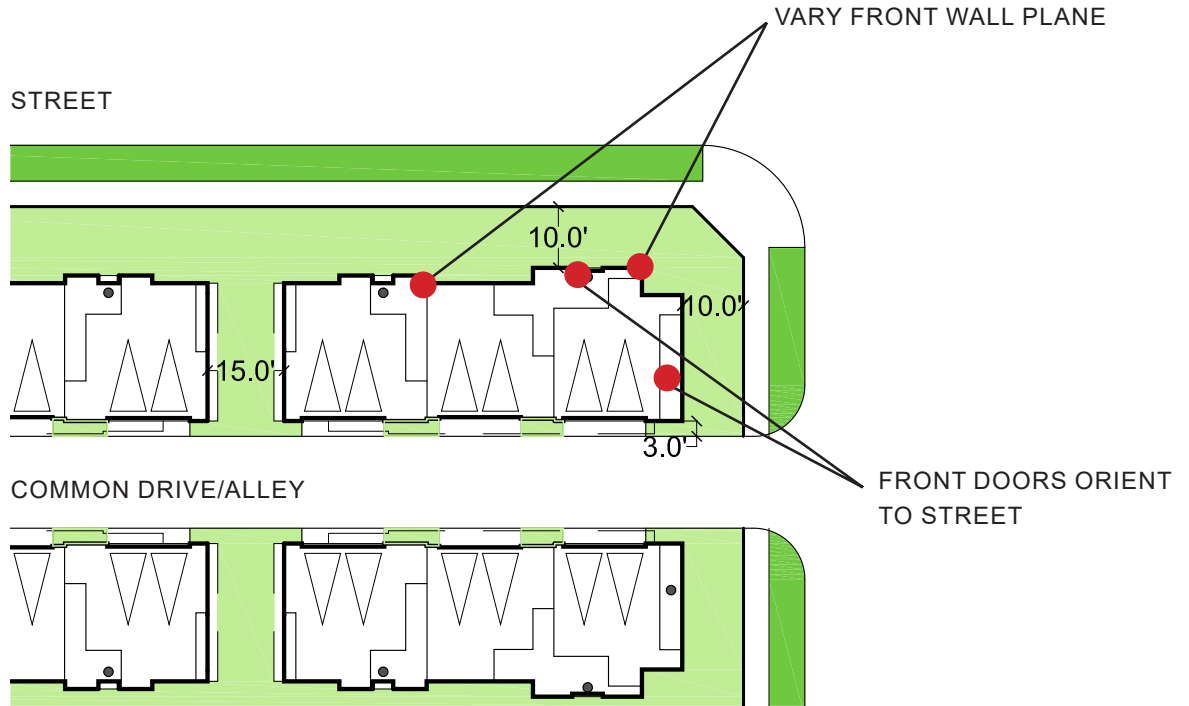 VARY FRONT WALL PLANE
STREET
10.0'
10.0'
15.0'
3.0'
COMMON DRIVE/ALLEY
FRONT DOORS ORIENT
TO STREET